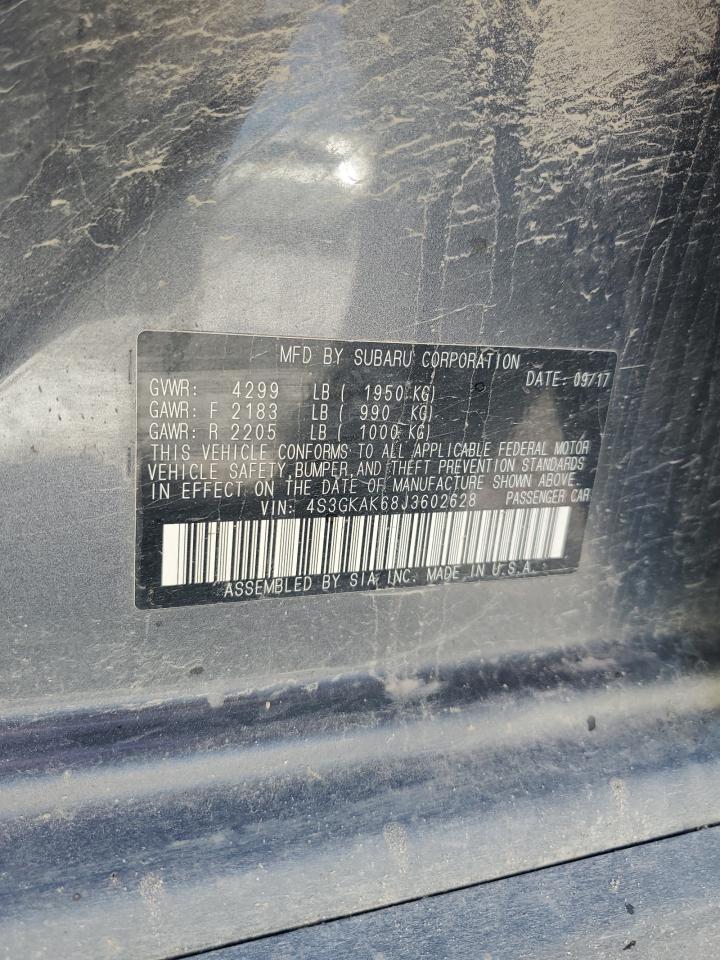 MFD BY SUBARU CORPORATION
DATE: 09/17
GVWR: 4299 LB ( 1950 KG)
GAWR: F 2183 LB ( 990 KG)
GAWR: R 2205 LB ( 1000 KG)
THIS VEHICLE CONFORMS TO ALL APPLICABLE FEDERAL MOTOR
VEHICLE SAFETY, BUMPER, AND THEFT PREVENTION STANDARDS
IN EFFECT ON THE DATE OF MANUFACTURE SHOWN ABOVE.
VIN: 4S3GKAK68J3602628 PASSENGER CAR
ASSEMBLED BY SIA, INC. MADE IN U.S.A.